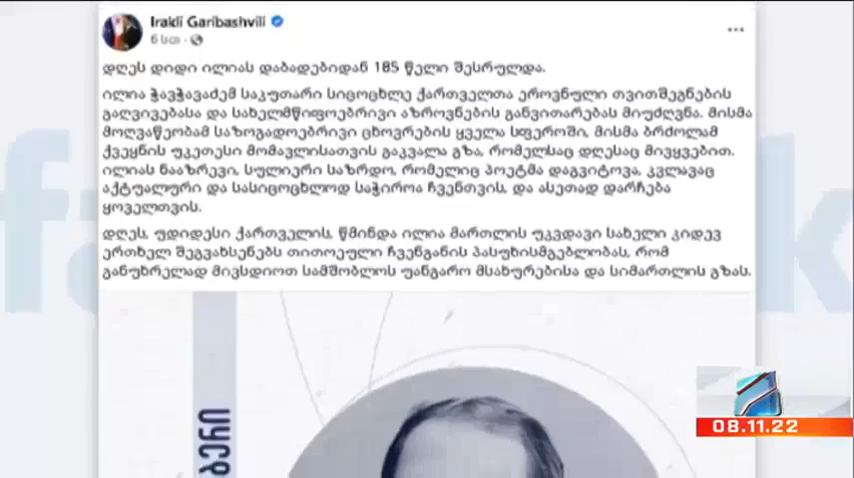 Irakli Garibashvili
6 სთ
დღეს დიდი ილიას დაბადებიდან 185 წელი შესრულდა.
ილია ჭავჭავაძემ საკუთარი სიცოცხლე ქართველთა ეროვნული თვითშეგნების
გაღვივებასა და სახელმწიფოებრივი აზროვნების განვითარებას მიუძღვნა. მისმა
მოღვაწეობამ საზოგადოებრივი ცხოვრების ყველა სფეროში, მისმა ბრძოლამ
ქვეყნის უკეთესი მომავლისათვის გაკვალა გზა, რომელსაც დღესაც მივყვებით.
ილიას ნააზრევი, სულიერი საზრდო, რომელიც პოეტმა დაგვიტოვა, კვლავაც
აქტუალური და სასიცოცხლოდ საჭიროა ჩვენთვის, და ასეთად დარჩება
ყოველთვის.
დღეს, უდიდესი ქართველის, წმინდა ილია მართლის უკვდავი სახელი კიდევ
ერთხელ შეგვახსენებს თითოეული ჩვენგანის პასუხისმგებლობას, რომ
განუხრელად მივსდიოთ სამშობლოს უანგარო მსახურებისა და სიმართლის გზას.
08.11.22